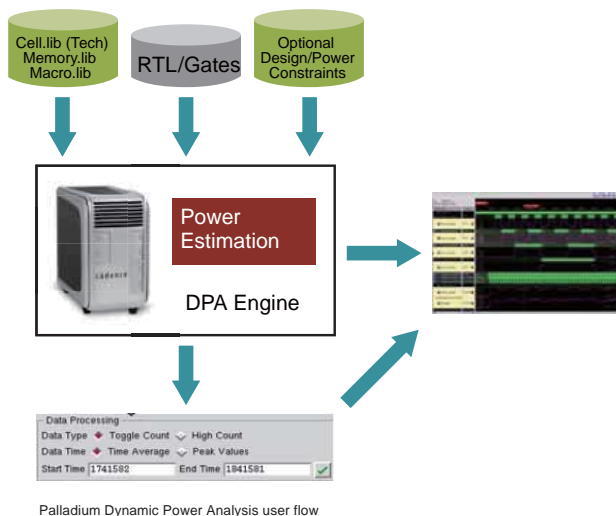 Cell.lib (Tech)
Memory.lib
Macro.lib
RTL/Gates
Optional
Design/Power
Constraints
cadence
Power
Estimation
DPA Engine
Data Processing
Data Type Toggle Count High Count
Data Time Time Average Peak Values
Start Time 1741582 End Time 1841581
Palladium Dynamic Power Analysis user flow